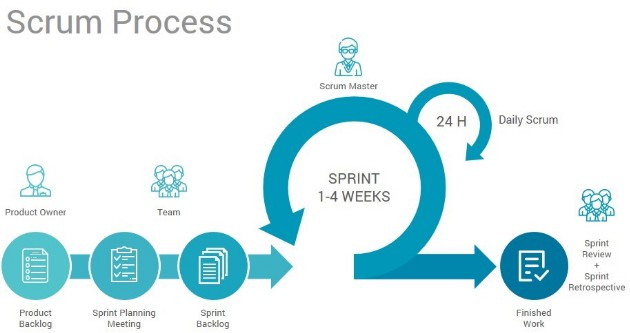 Scrum Process
Scrum Master
24 H
Daily Scrum
SPRINT
1-4 WEEKS
Product Owner
Team
Product
Backlog
Sprint Planning
Meeting
Sprint
Backlog
Finished
Work
Sprint
Review
+
Sprint
Retrospective